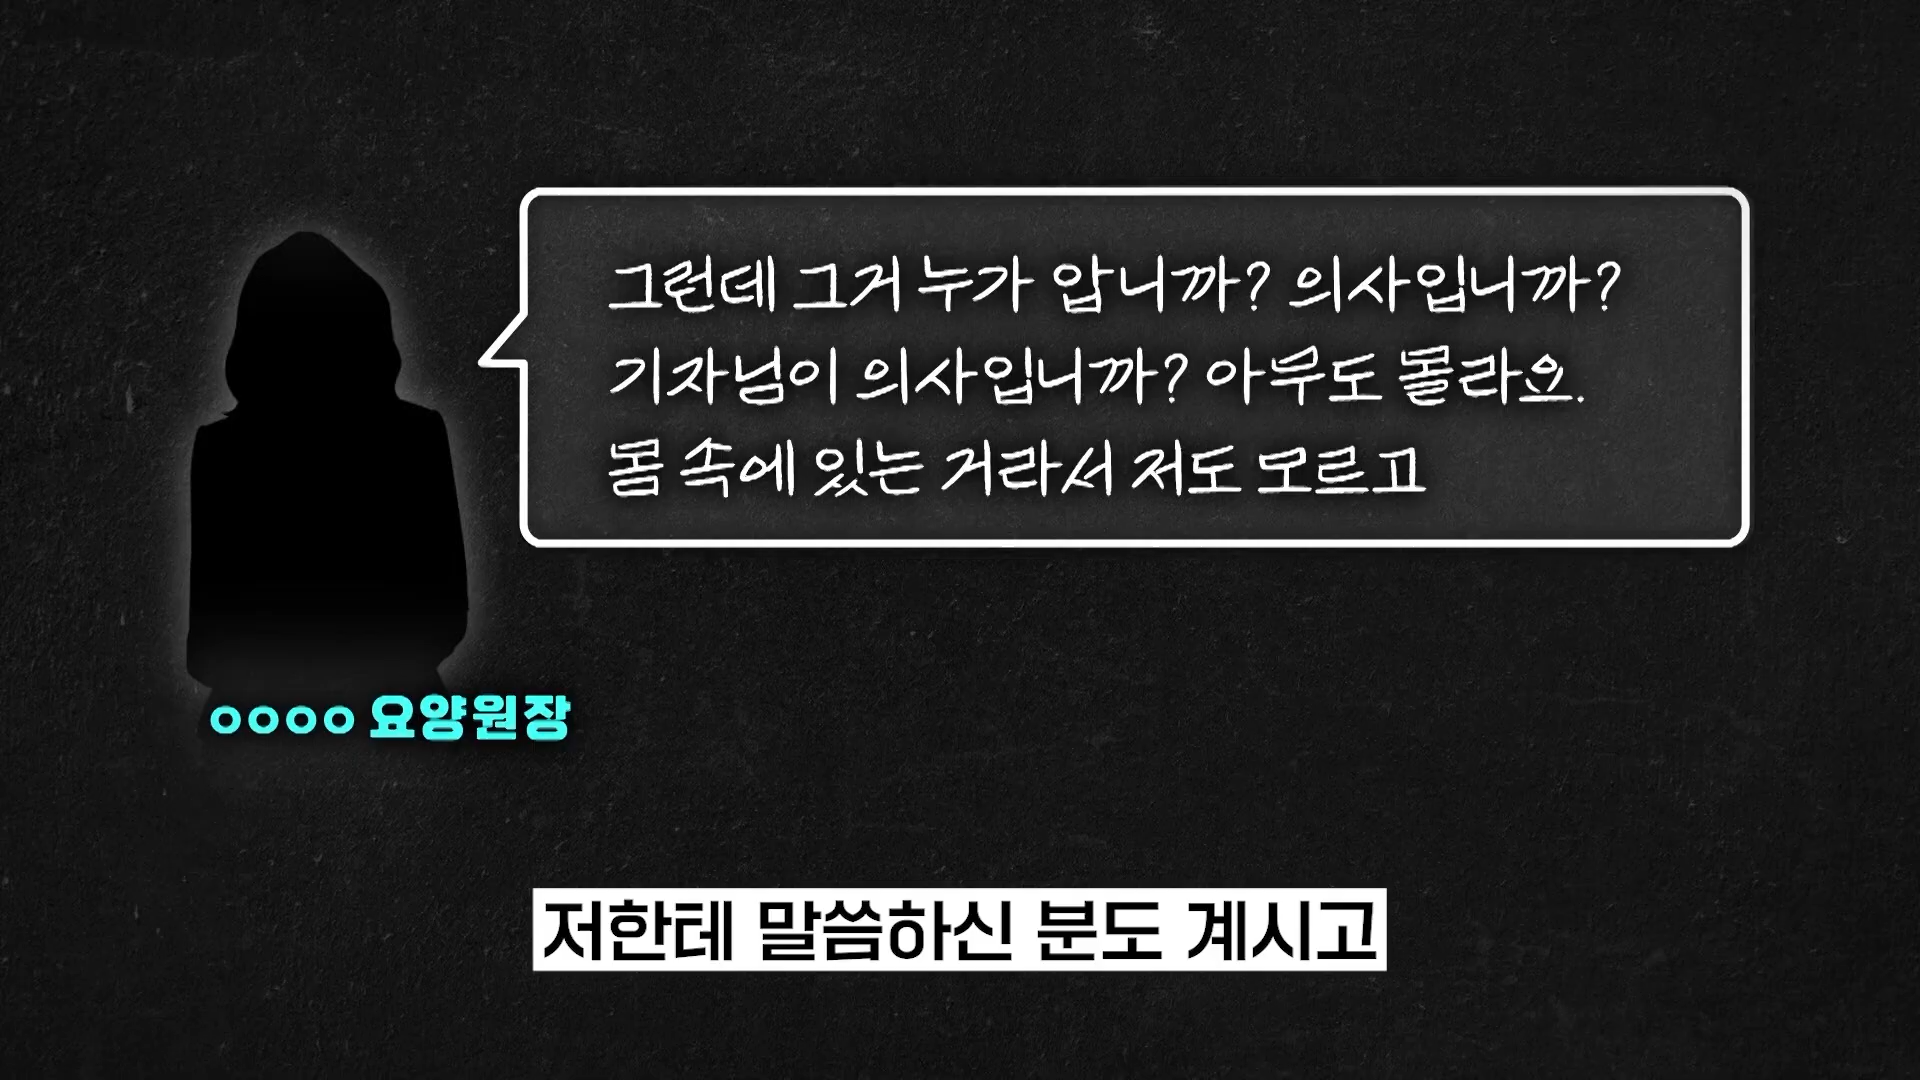 그런데 그거 누가 압니까? 의사입니까?
기자님이 의사입니까? 아무도 몰라요.
몸 속에 있는 거라서 저도 모르고
ㅇㅇㅇㅇ 요양원장
저한테 말씀하신 분도 계시고